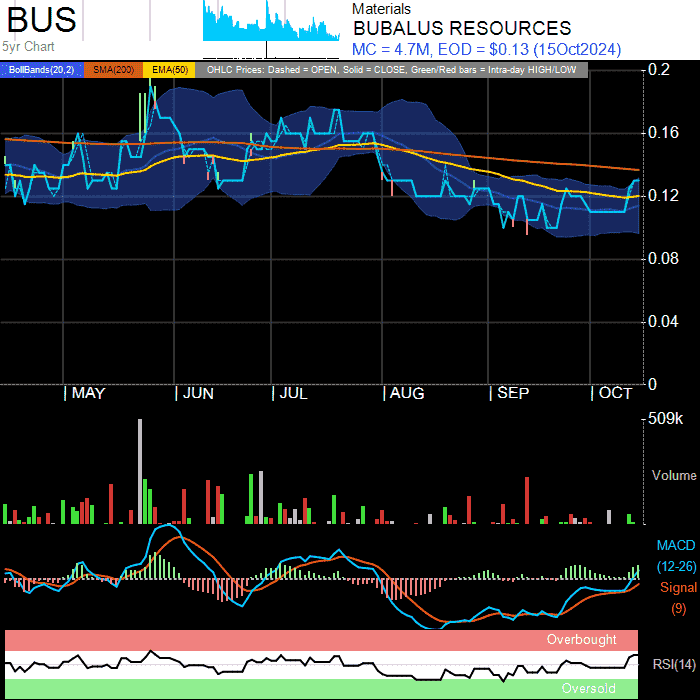 BUS
5yr Chart
Materials
BUBALUS RESOURCES
MC = 4.7M, EOD = $0.13 (15Oct2024)
BollBands(20,2) SMA(200) EMA(50) OHLC Prices: Dashed = OPEN, Solid = CLOSE, Green/Red bars = Intra-day HIGH/LOW
0.2
0.16
0.12
0.08
0.04
0
MAY JUN JUL AUG SEP OCT
509k
Volume
MACD
(12-26)
Signal
(9)
Overbought
RSI(14)
Oversold